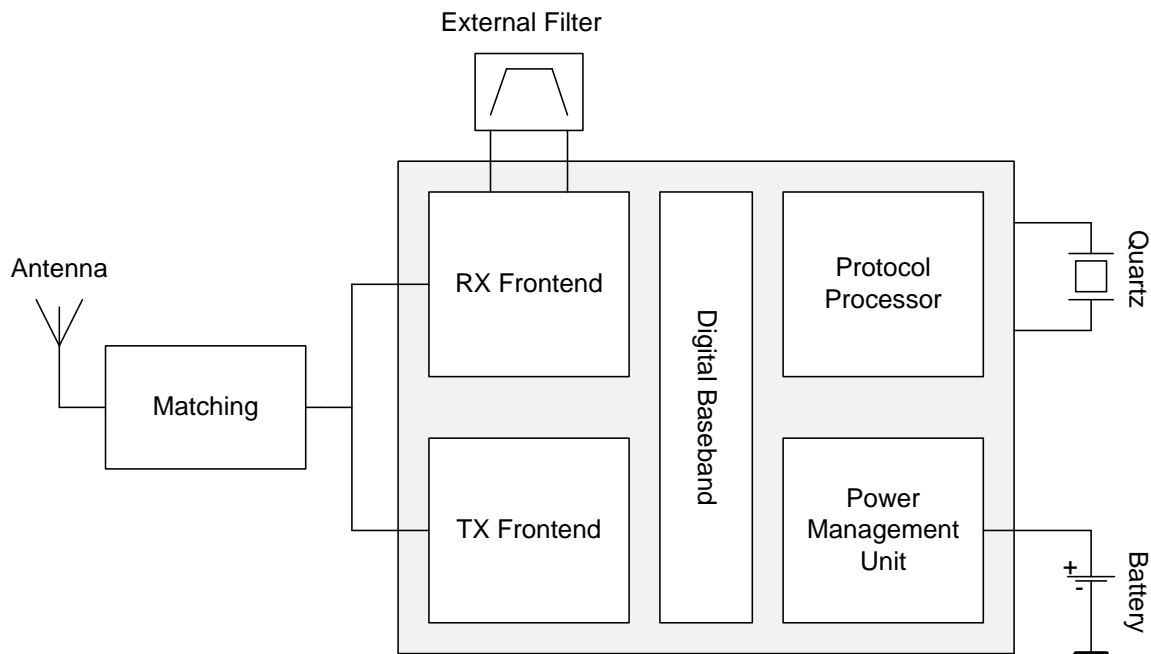 External Filter
Antenna
Matching
RX Frontend
TX Frontend
Digital Baseband
Protocol
Processor
Power
Management
Unit
Quartz
+
-
Battery